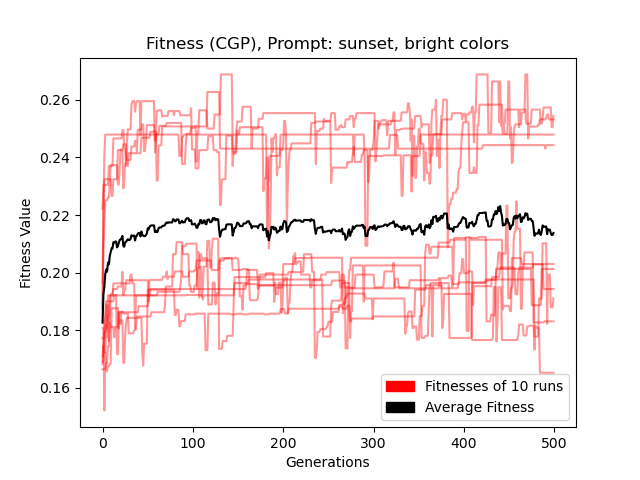 Fitness (CGP), Prompt: sunset, bright colors
0.26
0.24
0.22
0.20
0.18
0.16
Fitness Value
Fitnesses of 10 runs
Average Fitness
0 100 200 300 400 500
Generations